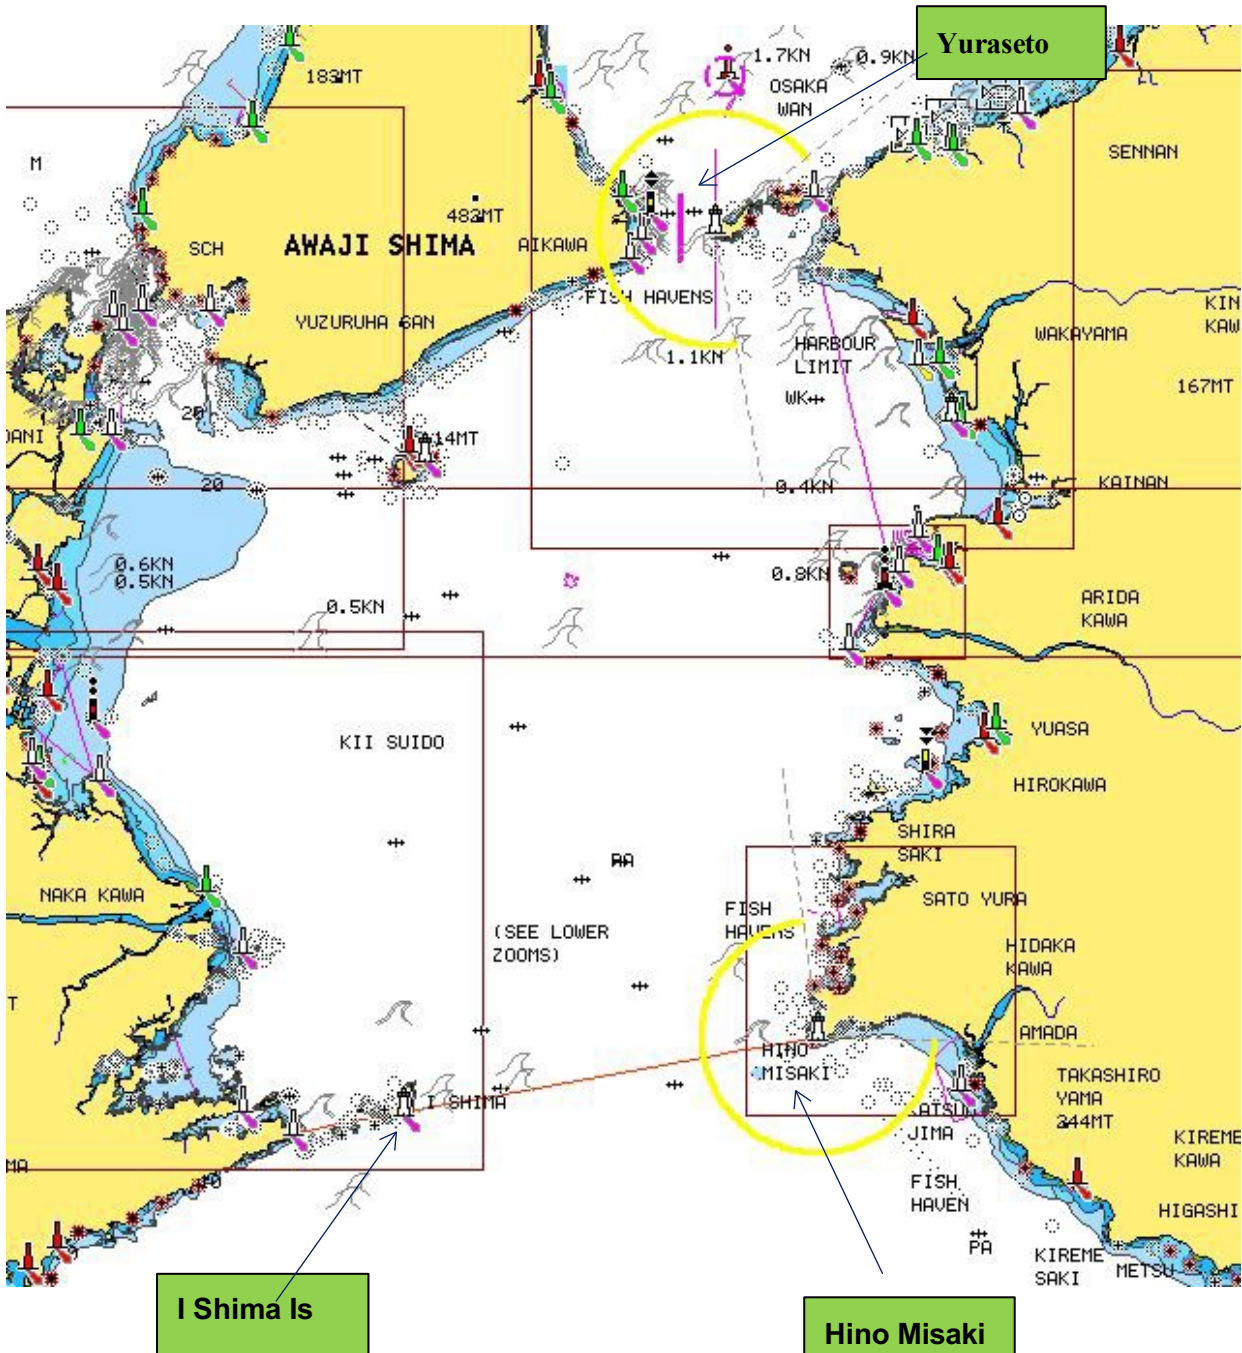 Yuraseto
1.7KN
0.9KN
183MT
OSAKA
WAN
SENNAN
M
482MT
SCH
AWAJI SHIMA
AIKAWA
FISH HAVENS
KIN
KAW
YUZURUHA SAN
WAKAYAMA
HARBOUR
LIMIT
1.1KN
167MT
WK
20
DANI
14MT
20
0.4KN
KAINAN
0.6KN
0.5KN
0.8KN
0.5KN
ARIDA
KAWA
KII SUIDO
YUASA
HIROKAWA
SHIRA
SAKI
PA
NAKA KAWA
SATO YURA
FISH
HAVENS
(SEE LOWER
ZOOMS)
HIDAKA
KAWA
T
AMADA
HINO
MISAKI
TAKASHIRO
YAMA
244MT
I SHIMA
KATSU
JIMA
KIREME
KAWA
MA
FISH
HAVEN
HIGASHI
PA
KIREME
SAKI
METSU
I Shima Is
Hino Misaki